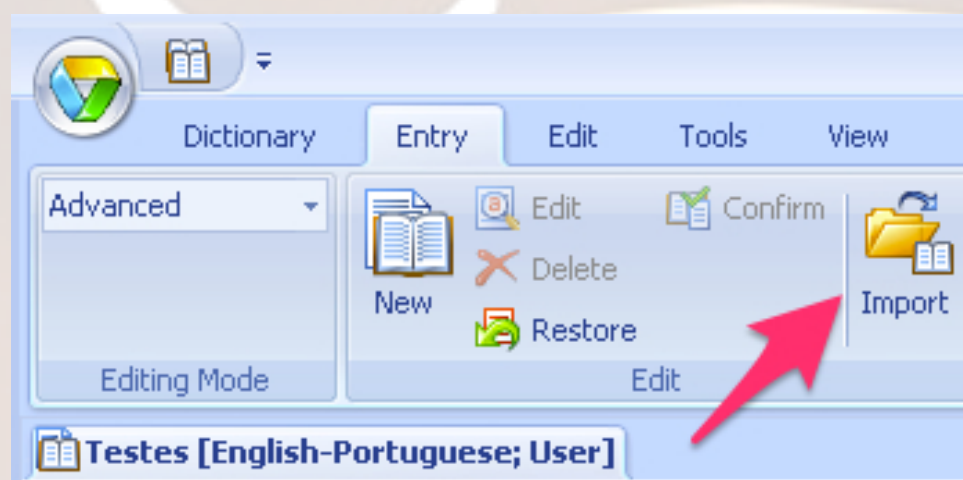 Dictionary Entry Edit Tools View
Advanced
New
Edit
Delete
Restore
Confirm
Import
Editing Mode
Edit
Testes [English-Portuguese; User]